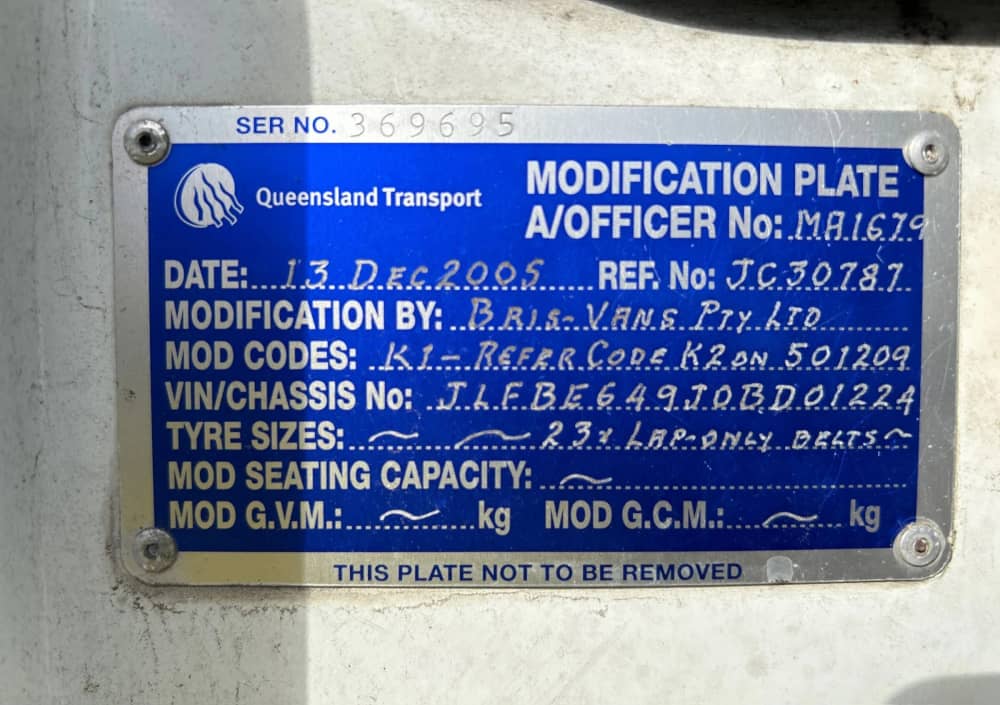 SER NO. 369695
Queensland Transport
MODIFICATION PLATE
A/OFFICER No: MA1679
DATE: 13 DEC 2005 REF. No: JC30787
MODIFICATION BY: BRIS-VANS PTY LTD
MOD CODES: K1 - REFER CODE K2 ON 501209
VIN/CHASSIS No: JLFBE649J0BD01224
TYRE SIZES: ~ ~ 23x LAP-ONLY BELTS ~
MOD SEATING CAPACITY: ~
MOD G.V.M.: ~ kg MOD G.C.M.: ~ kg
THIS PLATE NOT TO BE REMOVED